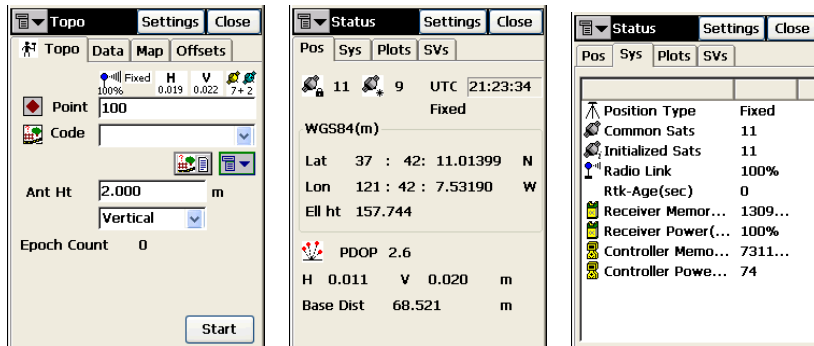 Topo Settings Close
Topo Data Map Offsets
Fixed H V
100% 0.019 0.022 7+2
Point 100
Code
Ant Ht 2.000 m
Vertical
Epoch Count 0
Start
Status Settings Close
Pos Sys Plots SVs
11 9 UTC 21:23:34
Fixed
WGS84(m)
Lat 37 : 42: 11.01399 N
Lon 121 : 42 : 7.53190 W
Ell ht 157.744
PDOP 2.6
H 0.011 V 0.020 m
Base Dist 68.521 m
Status Settings Close
Pos Sys Plots SVs
Position Type Fixed
Common Sats 11
Initialized Sats 11
Radio Link 100%
Rtk-Age(sec) 0
Receiver Memor... 1309...
Receiver Power(... 100%
Controller Memo... 7311...
Controller Powe... 74